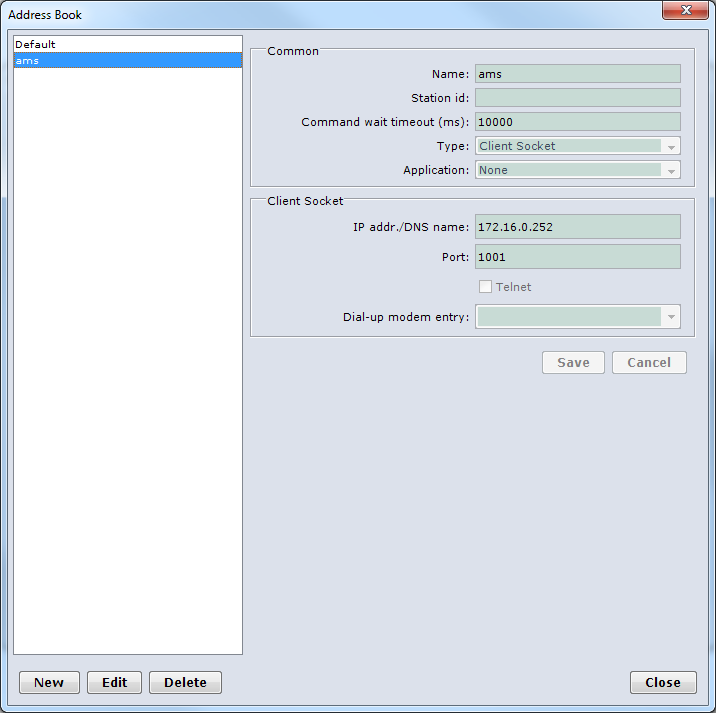 Address Book
Default
ams
Common
Name: ams
Station id:
Command wait timeout (ms): 10000
Type: Client Socket
Application: None
Client Socket
IP addr./DNS name: 172.16.0.252
Port: 1001
Telnet
Dial-up modem entry:
Save Cancel
New Edit Delete Close